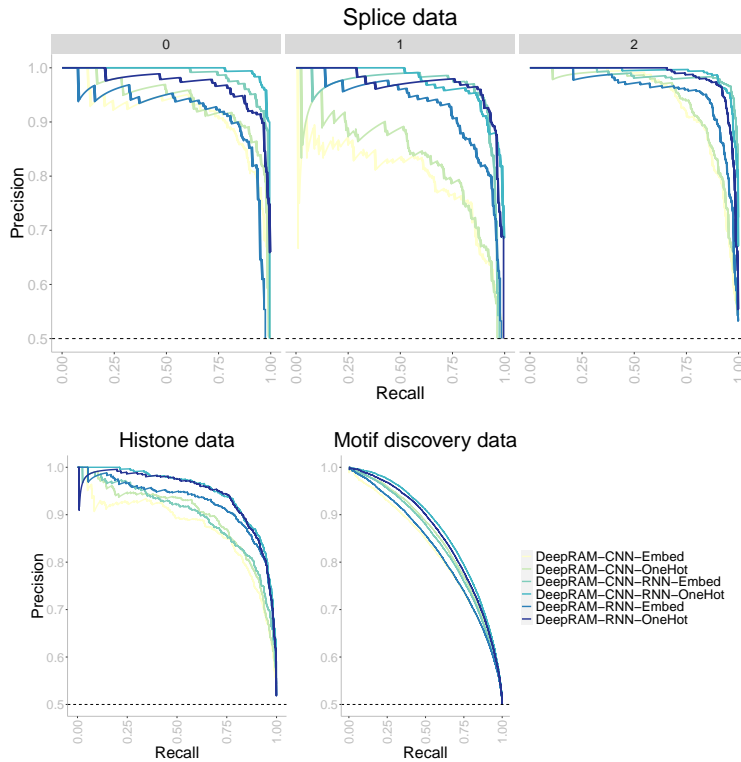 Splice data
0 1 2
Precision
1.0
0.9
0.8
0.7
0.6
0.5
0.00 0.25 0.50 0.75 1.00 0.00 0.25 0.50 0.75 1.00 0.00 0.25 0.50 0.75 1.00
Recall
Histone data
Precision
1.0
0.9
0.8
0.7
0.6
0.5
0.00 0.25 0.50 0.75 1.00
Recall
Motif discovery data
1.0
0.9
0.8
0.7
0.6
0.5
0.00 0.25 0.50 0.75 1.00
Recall
DeepRAM−CNN−Embed
DeepRAM−CNN−OneHot
DeepRAM−CNN−RNN−Embed
DeepRAM−CNN−RNN−OneHot
DeepRAM−RNN−Embed
DeepRAM−RNN−OneHot